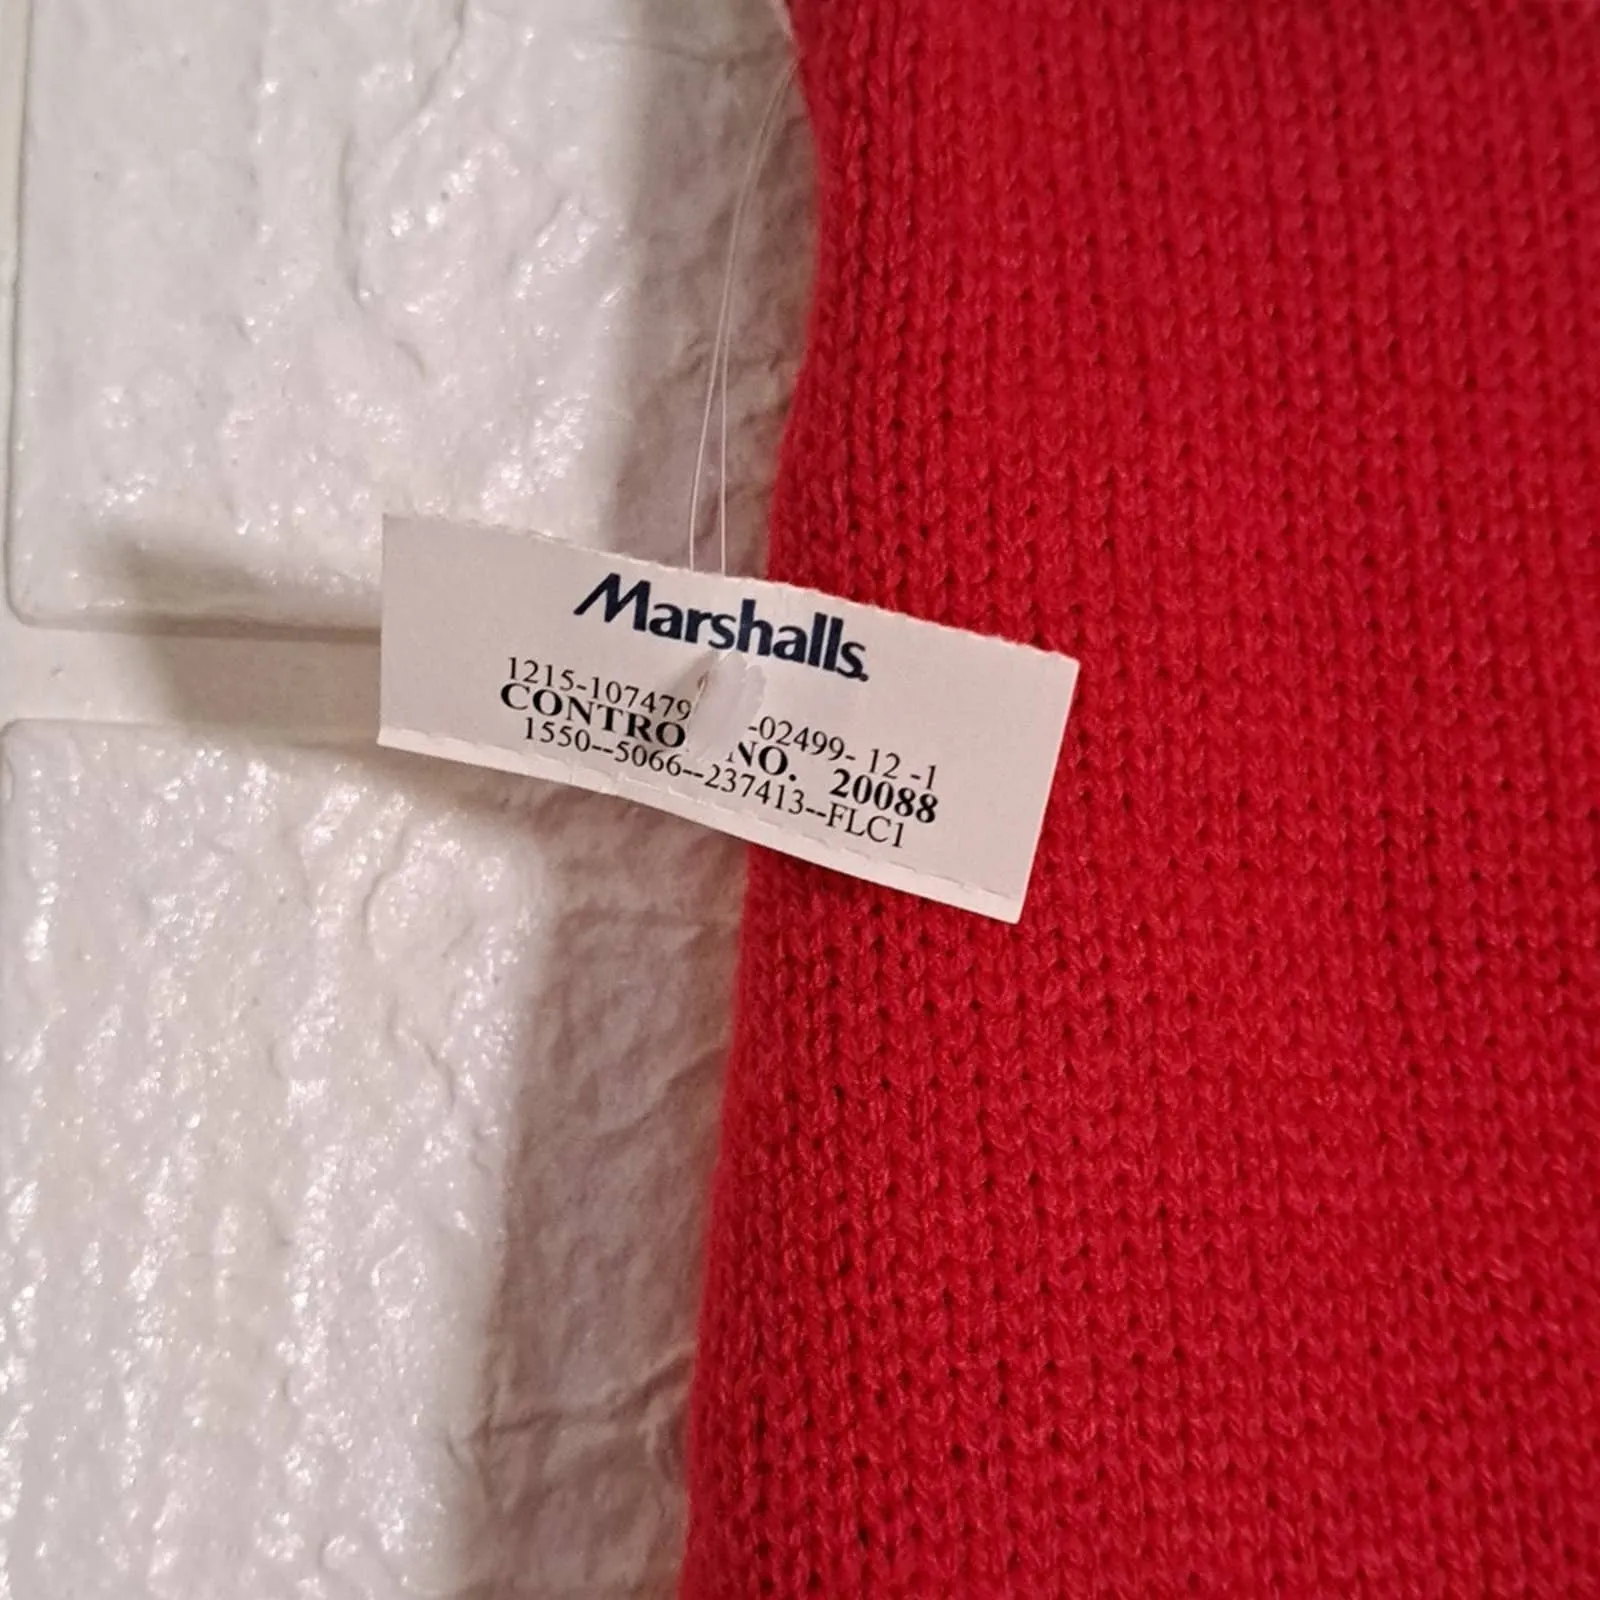 Marshalls.
1215-107479 -02499- 12 -1
CONTRO NO. 20088
1550--5066--237413--FLC1